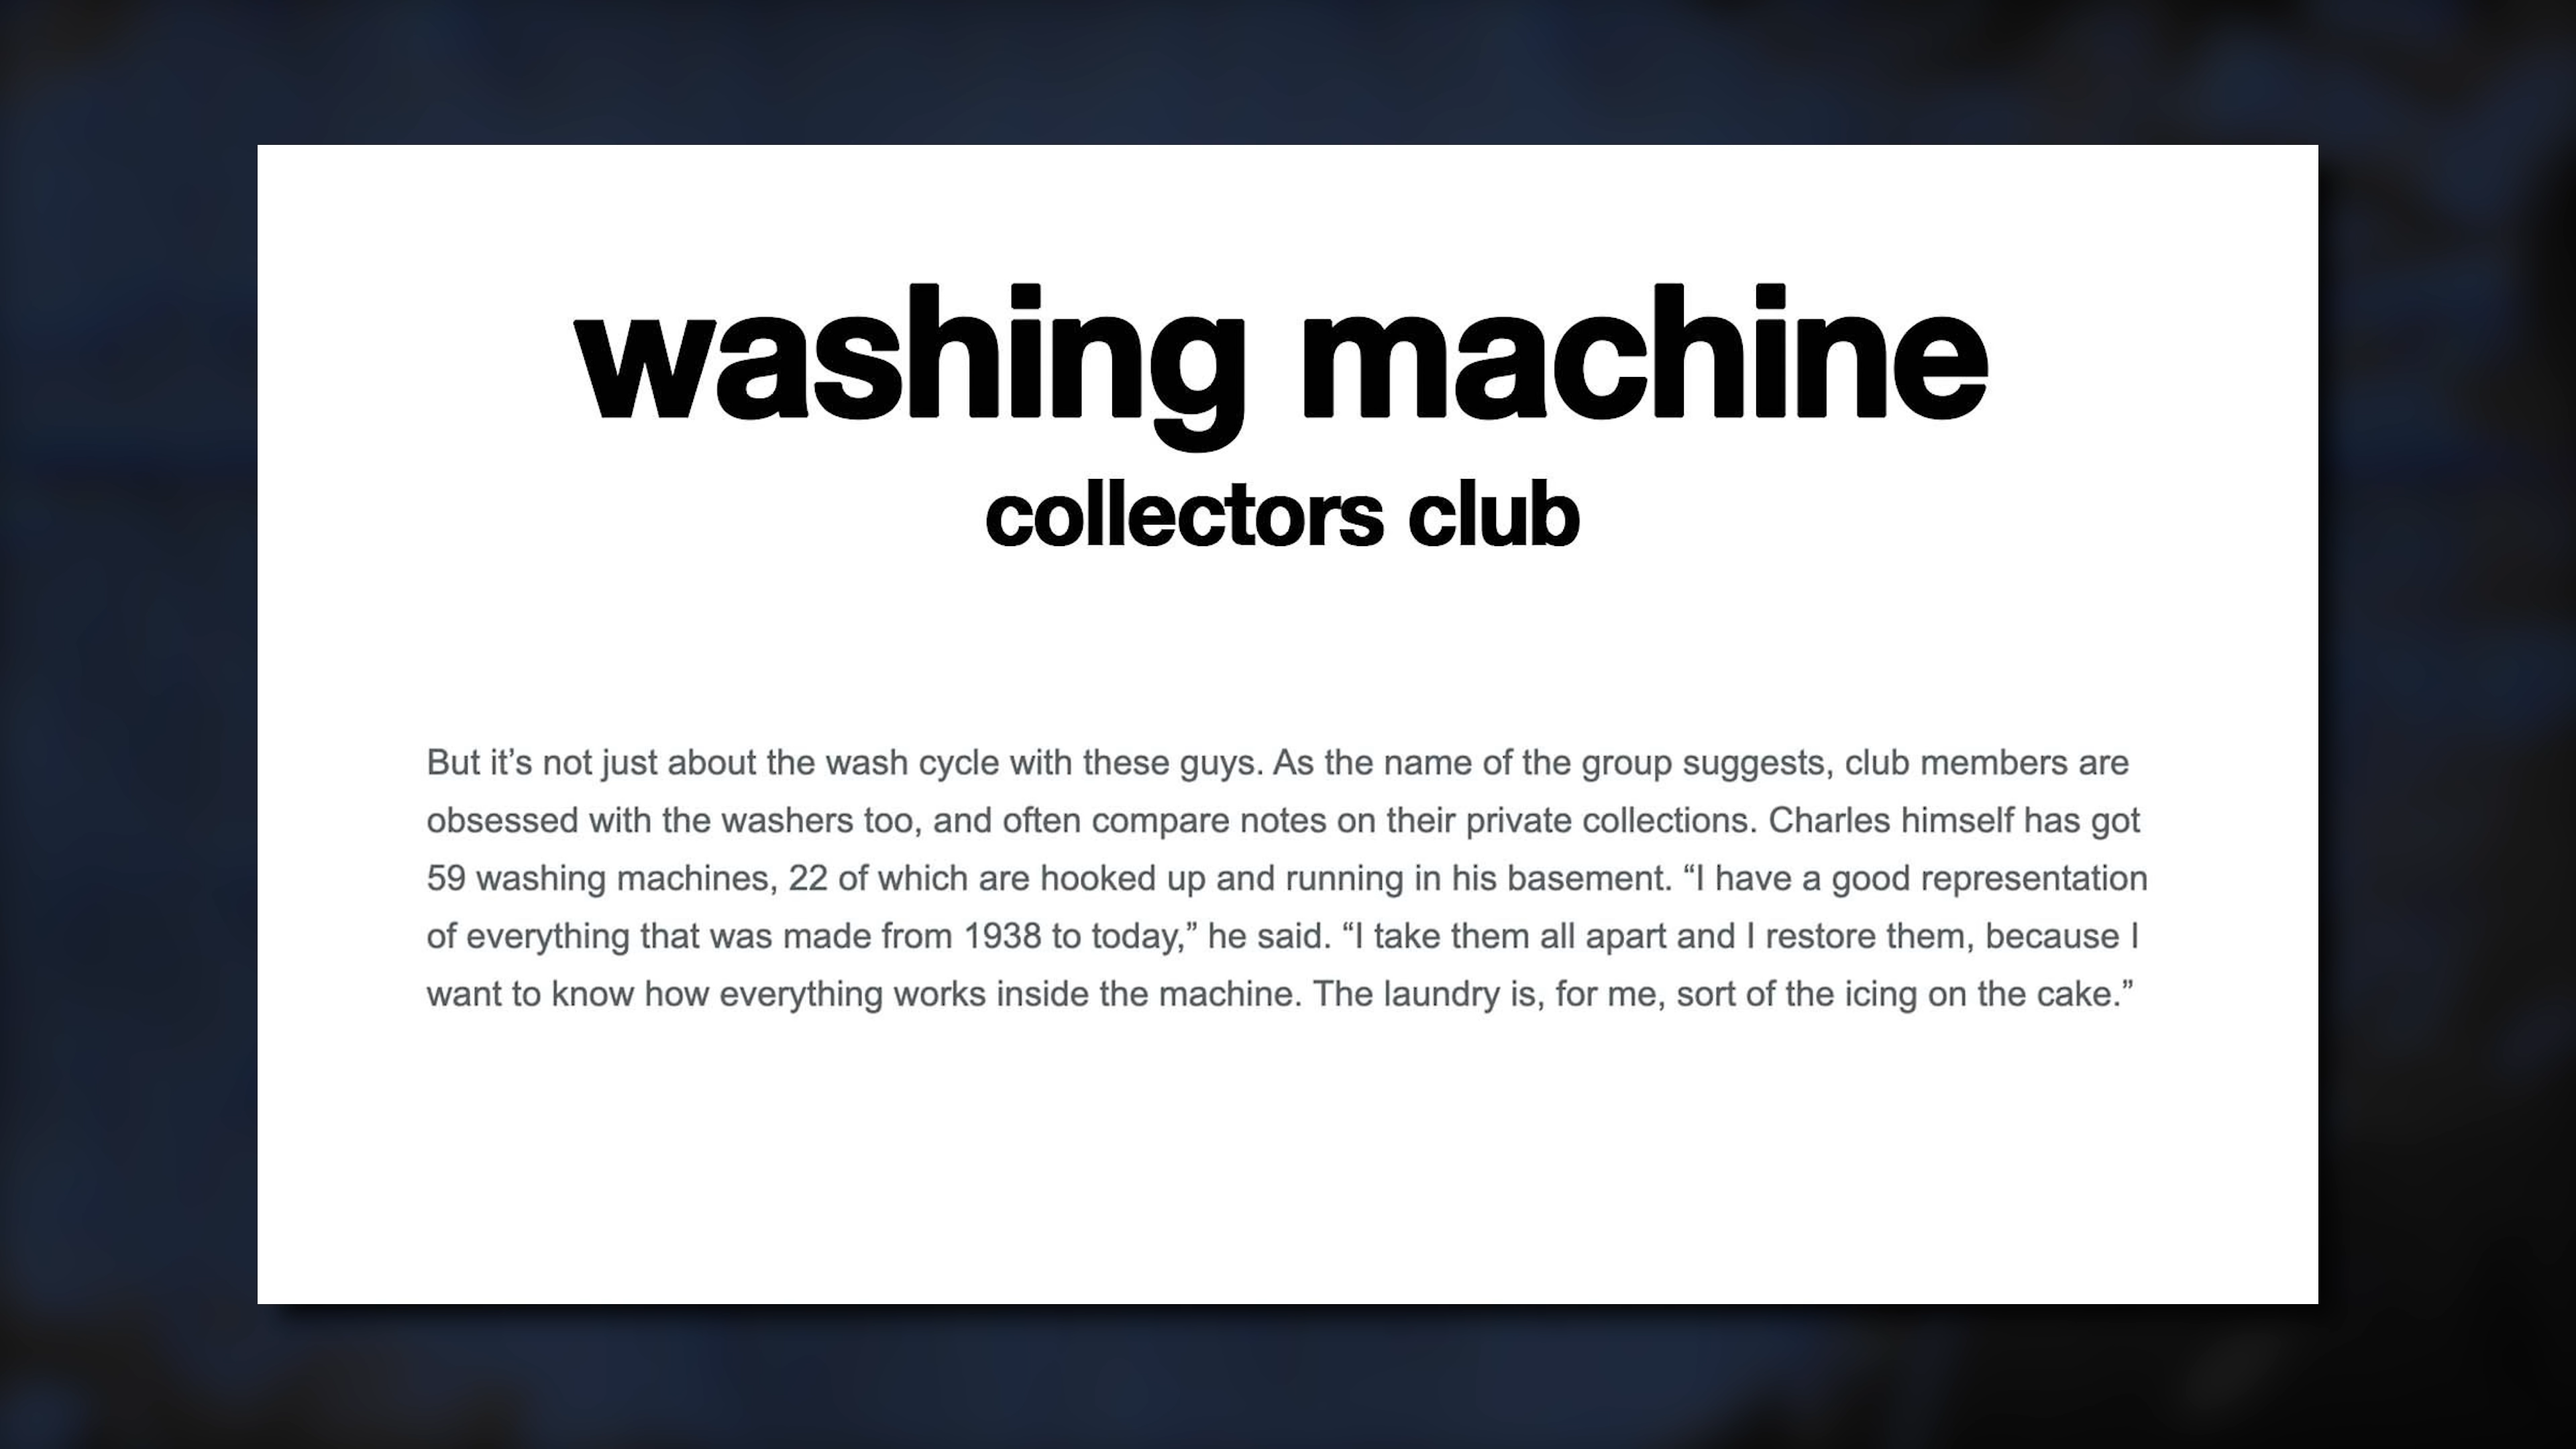 washing machine
collectors club
But it’s not just about the wash cycle with these guys. As the name of the group suggests, club members are
obsessed with the washers too, and often compare notes on their private collections. Charles himself has got
59 washing machines, 22 of which are hooked up and running in his basement. “I have a good representation
of everything that was made from 1938 to today,” he said. “I take them all apart and I restore them, because I
want to know how everything works inside the machine. The laundry is, for me, sort of the icing on the cake.”